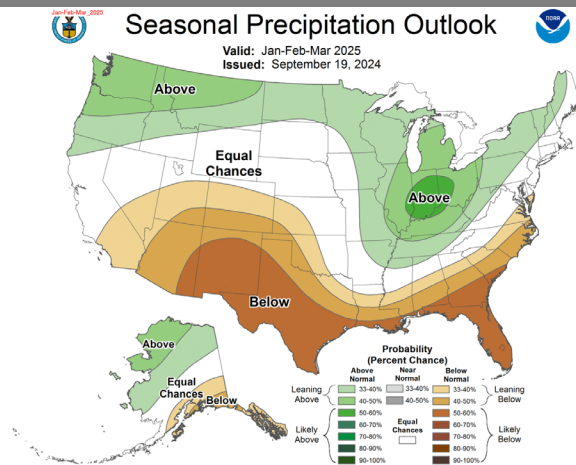 Jan-Feb-Mar_2025
Seasonal Precipitation Outlook
NOAA
Valid: Jan-Feb-Mar 2025
Issued: September 19, 2024
Above
Equal
Chances
Above
Below
Above
Equal
Chances
Below
Probability
(Percent Chance)
Above
Normal
Near
Normal
Below
Normal
Leaning
Above
33-40%
40-50%
33-40%
40-50%
33-40%
40-50%
Leaning
Below
Likely
Above
50-60%
60-70%
70-80%
80-90%
90-100%
Equal
Chances
50-60%
60-70%
70-80%
80-90%
90-100%
Likely
Below